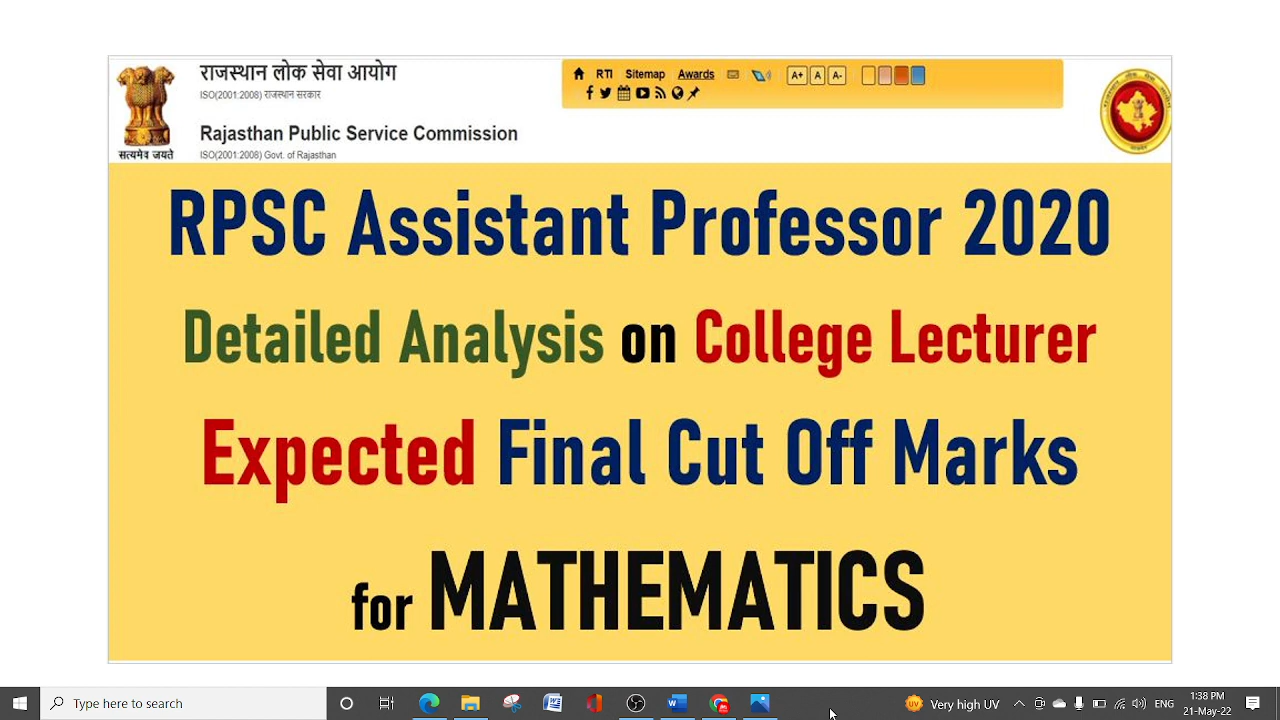 राजस्थान लोक सेवा आयोग
ISO(2001:2008) राजस्थान सरकार
Rajasthan Public Service Commission
ISO(2001:2008) Govt. of Rajasthan
सत्यमेव जयते
RTI Sitemap Awards A+ A A-
RPSC Assistant Professor 2020
Detailed Analysis on College Lecturer
Expected Final Cut Off Marks
for MATHEMATICS
Type here to search
Very high UV
ENG
1:38 PM
21-May-22